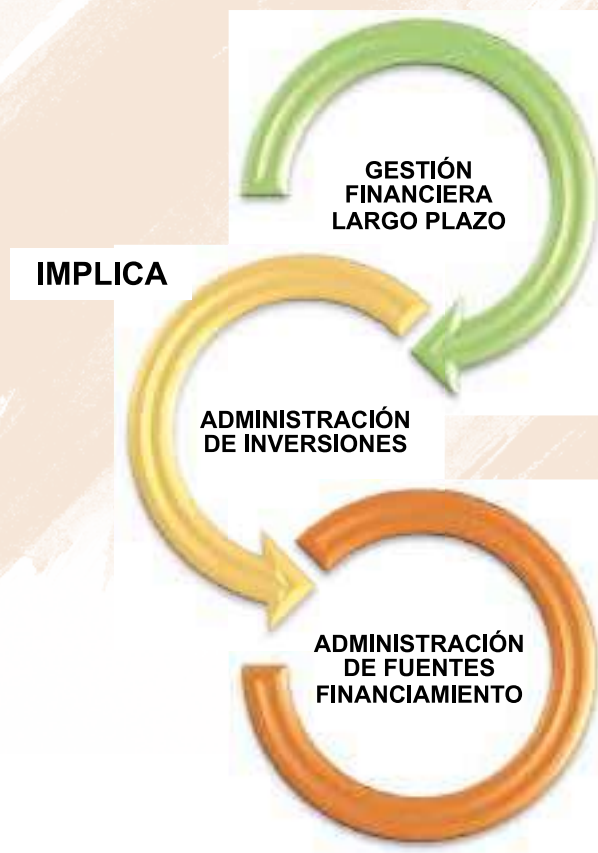 GESTIÓN
FINANCIERA
LARGO PLAZO
IMPLICA
ADMINISTRACIÓN
DE INVERSIONES
ADMINISTRACIÓN
DE FUENTES
FINANCIAMIENTO